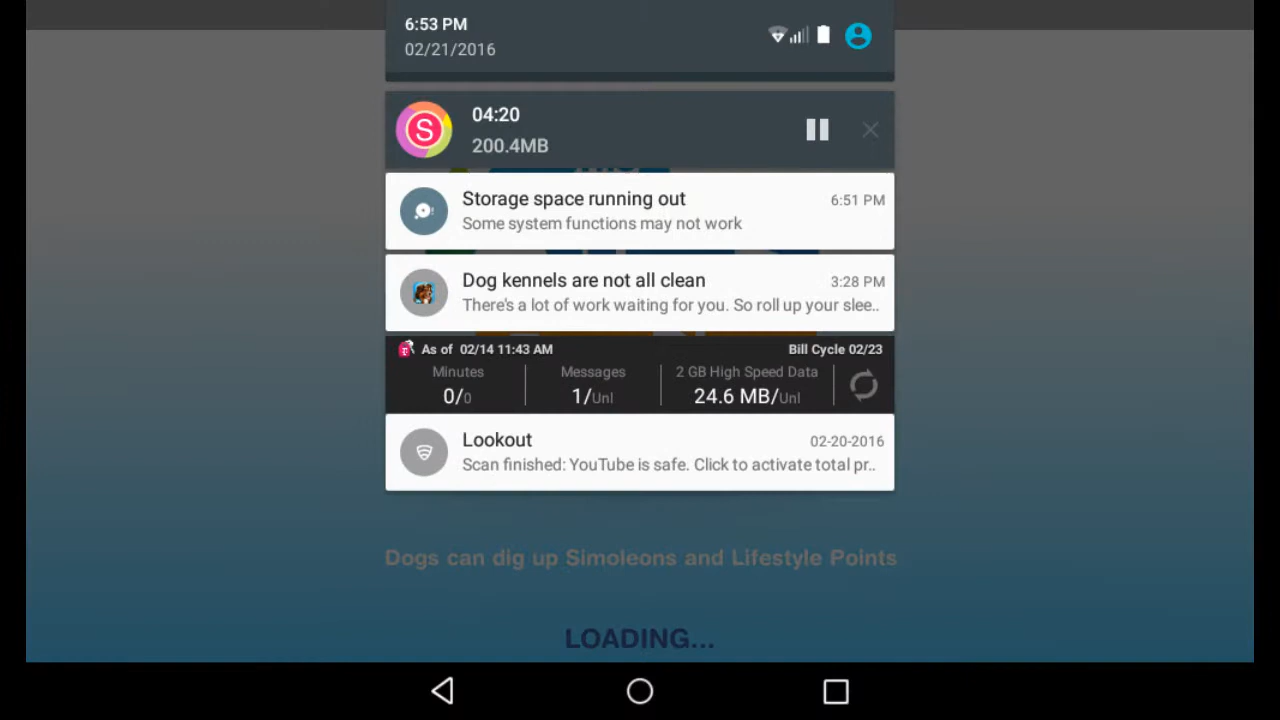 6:53 PM
02/21/2016
S
04:20
200.4MB
Storage space running out
6:51 PM
Some system functions may not work
Dog kennels are not all clean
3:28 PM
There's a lot of work waiting for you. So roll up your slee..
As of 02/14 11:43 AM
Bill Cycle 02/23
Minutes
Messages
2 GB High Speed Data
0/0
1/Unl
24.6 MB/Unl
Lookout
02-20-2016
Scan finished: YouTube is safe. Click to activate total pr..
Dogs can dig up Simoleons and Lifestyle Points
LOADING...